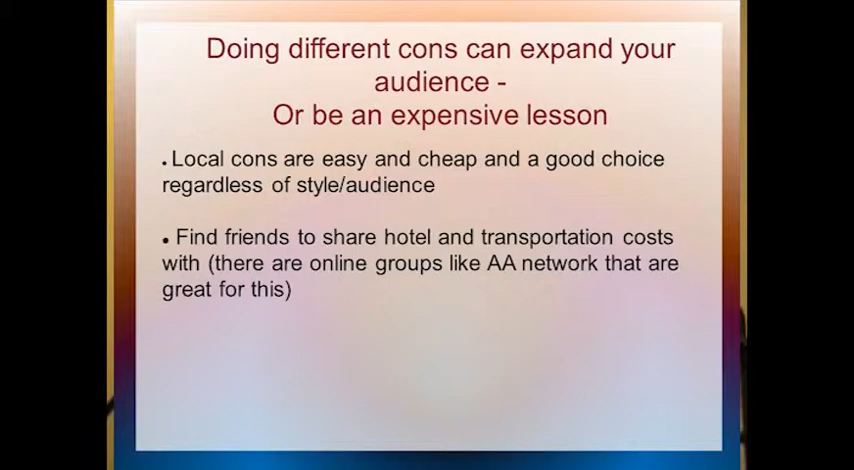 Doing different cons can expand your
audience -
Or be an expensive lesson
• Local cons are easy and cheap and a good choice
regardless of style/audience
• Find friends to share hotel and transportation costs
with (there are online groups like AA network that are
great for this)